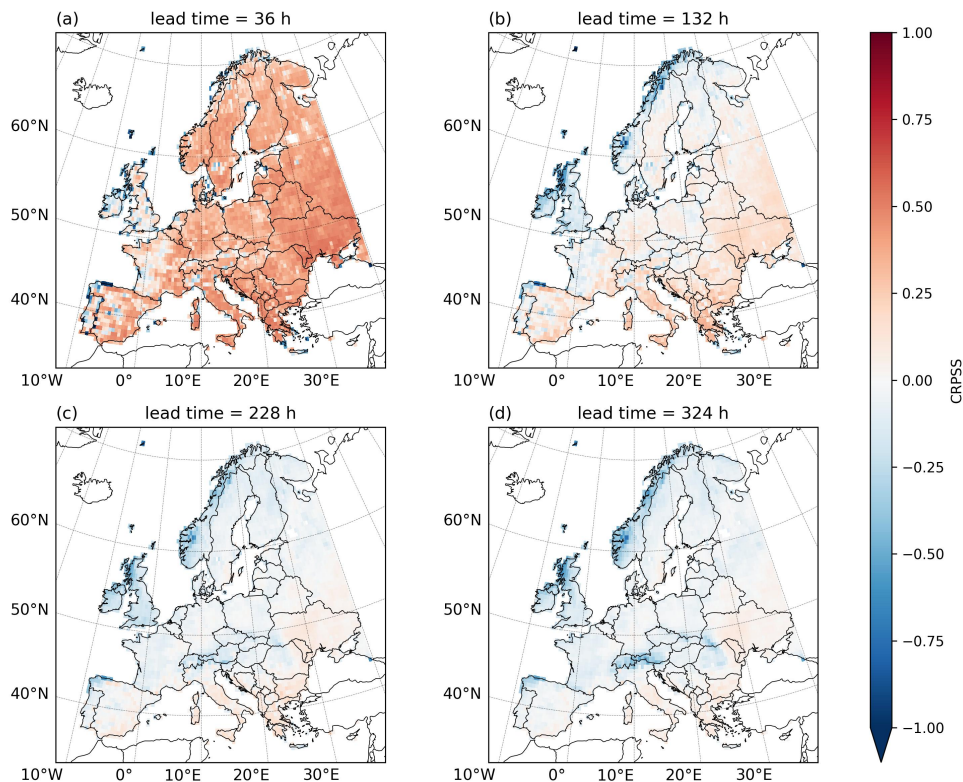 (a) lead time = 36 h
(b) lead time = 132 h
60°N
50°N
40°N
10°W 0° 10°E 20°E 30°E
60°N
50°N
40°N
10°W 0° 10°E 20°E 30°E
1.00
0.75
0.50
0.25
0.00
−0.25
−0.50
−0.75
−1.00
CRPSS
(c) lead time = 228 h
(d) lead time = 324 h
60°N
50°N
40°N
10°W 0° 10°E 20°E 30°E
60°N
50°N
40°N
10°W 0° 10°E 20°E 30°E